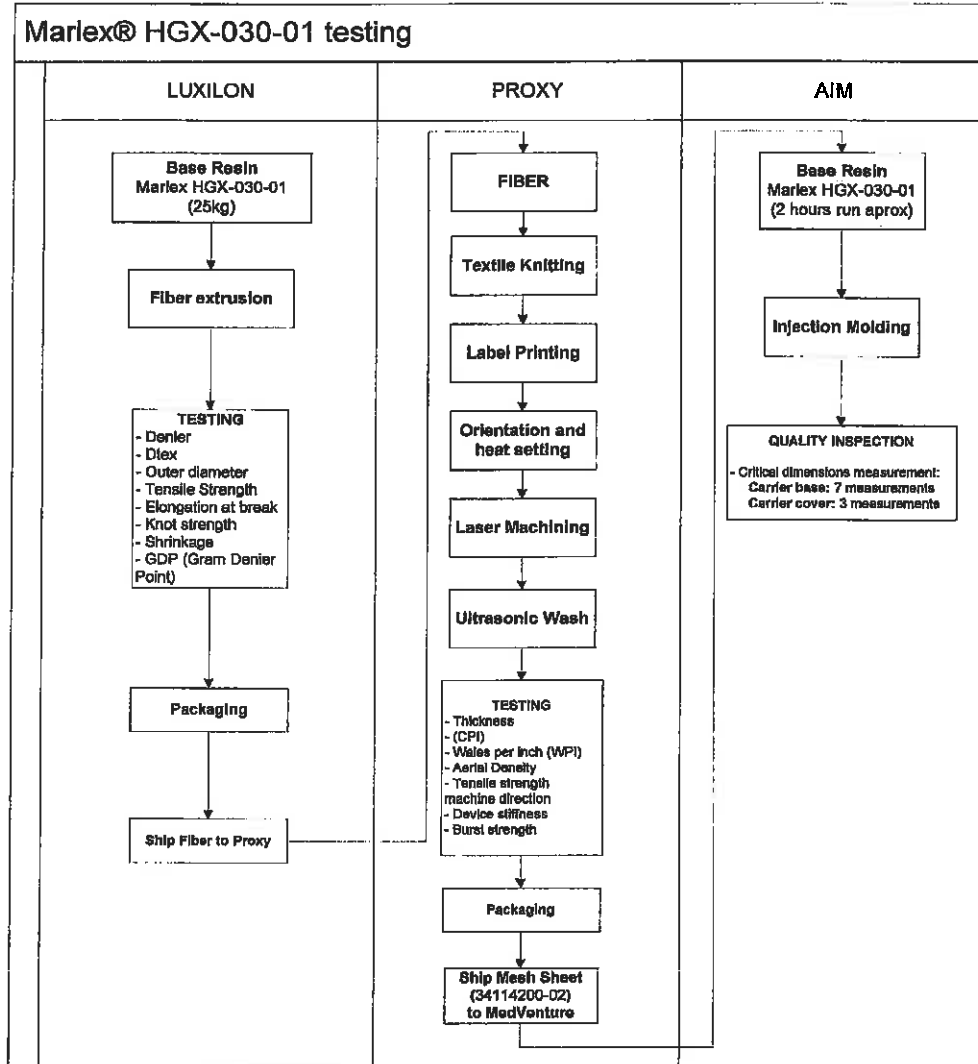 Marlex® HGX-030-01 testing
LUXILON
Base Resin
Marlex HGX-030-01
(25kg)
Fiber extrusion
TESTING
- Denier
- Dtex
- Outer diameter
- Tensile Strength
- Elongation at break
- Knot strength
- Shrinkage
- GDP (Gram Denier
Point)
Packaging
Ship Fiber to Proxy
PROXY
FIBER
Textile Knitting
Label Printing
Orientation and
heat setting
Laser Machining
Ultrasonic Wash
TESTING
- Thickness
- (CPI)
- Wales per inch (WPI)
- Aerial Density
- Tensile strength
machine direction
- Device stiffness
- Burst strength
Packaging
Ship Mesh Sheet
(34114200-02)
to MedVenture
AIM
Base Resin
Marlex HGX-030-01
(2 hours run aprox)
Injection Molding
QUALITY INSPECTION
- Critical dimensions measurement:
Carrier base: 7 measurements
Carrier cover: 3 measurements